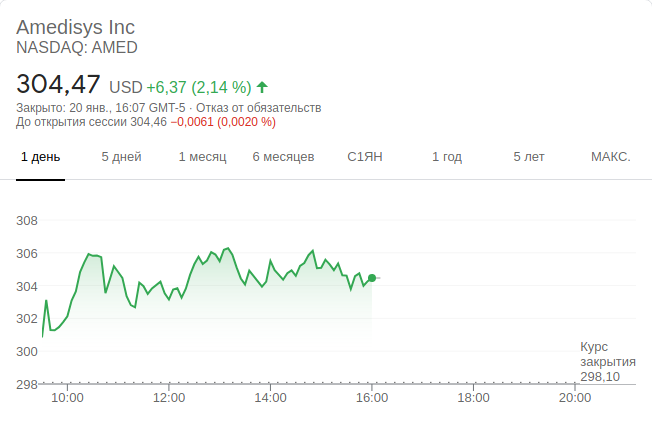 Amedisys Inc
NASDAQ: AMED
304,47 USD +6,37 (2,14 %)
Закрыто: 20 янв., 16:07 GMT-5 · Отказ от обязательств
До открытия сессии 304,46 −0,0061 (0,0020 %)
1 день 5 дней 1 месяц 6 месяцев С1ЯН 1 год 5 лет МАКС.
308
306
304
302
300
298
Курс
закрытия
298,10
10:00 12:00 14:00 16:00 18:00 20:00